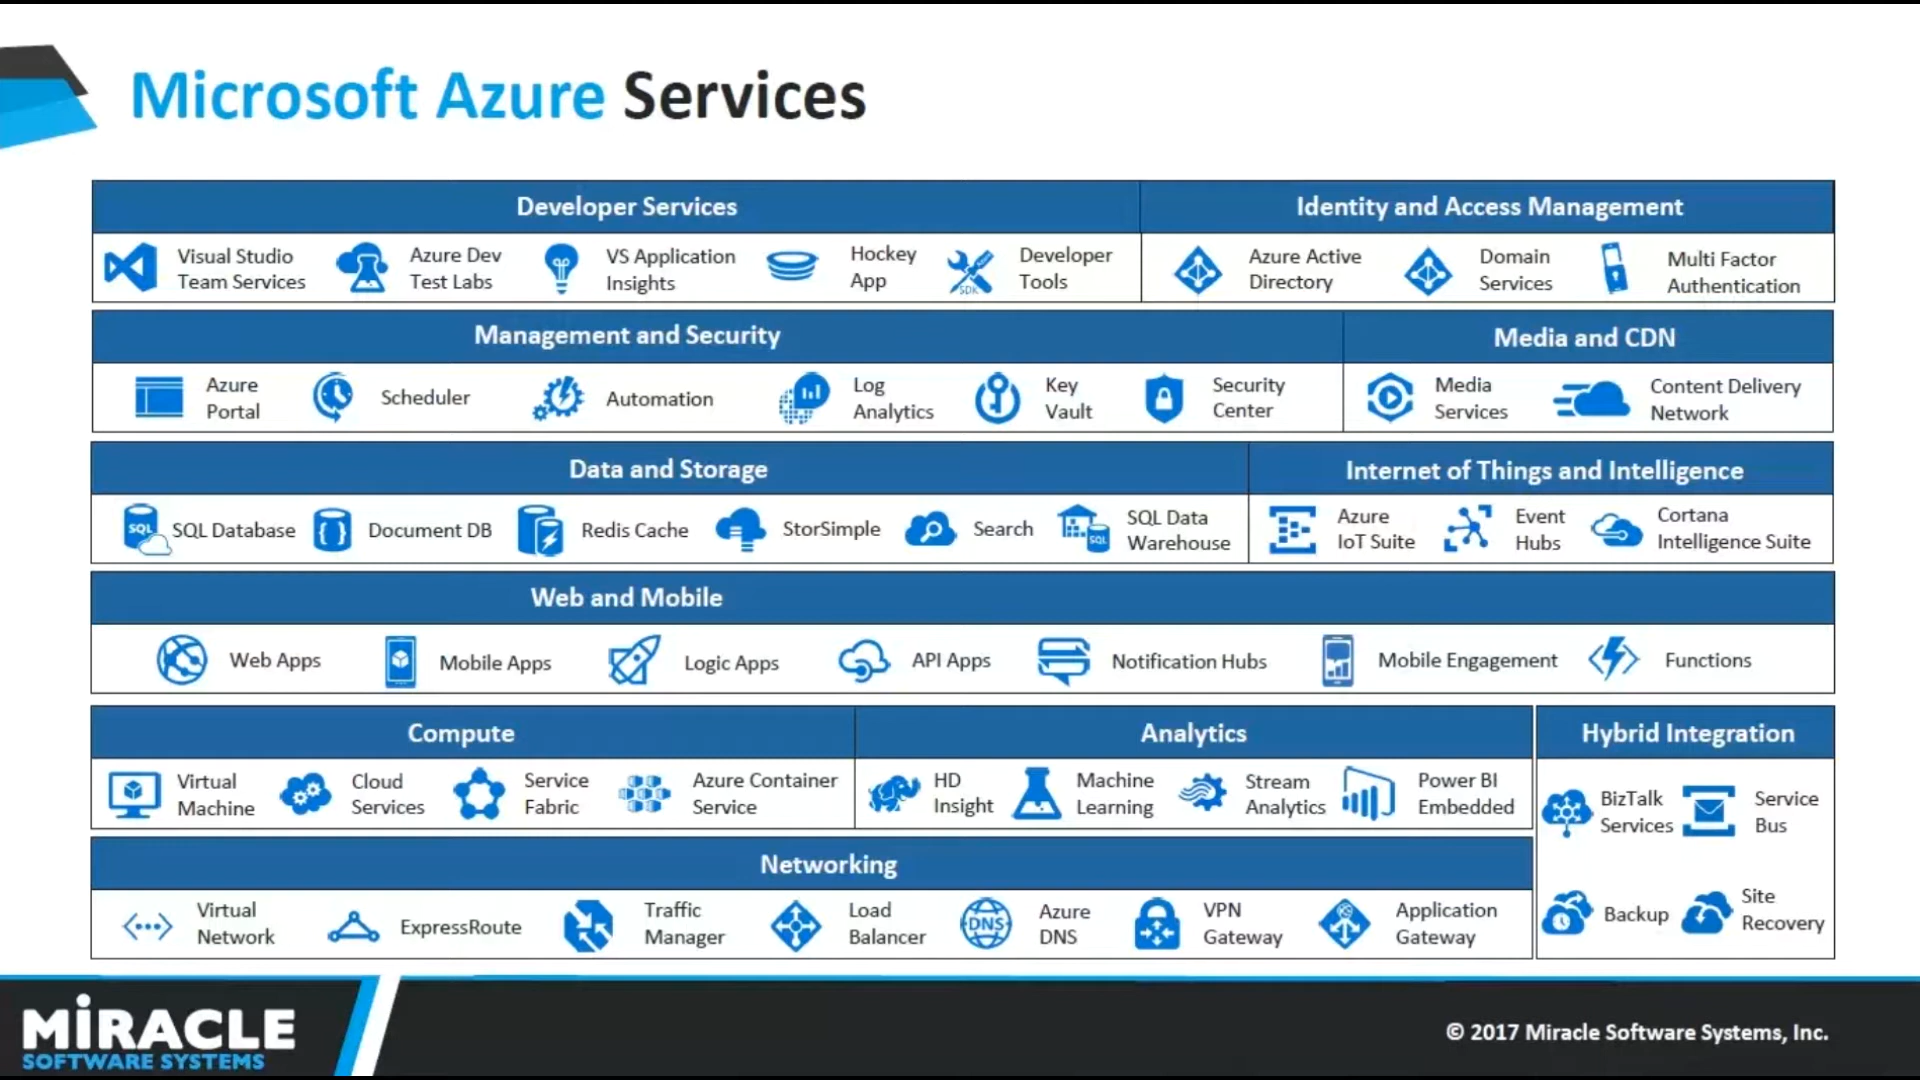 Microsoft Azure Services
Developer Services
Identity and Access Management
Visual Studio
Team Services
Azure Dev
Test Labs
VS Application
Insights
Hockey
App
SDK
Developer
Tools
Azure Active
Directory
Domain
Services
Multi Factor
Authentication
Management and Security
Media and CDN
Azure
Portal
Scheduler
Automation
Log
Analytics
Key
Vault
Security
Center
Media
Services
Content Delivery
Network
Data and Storage
Internet of Things and Intelligence
SQL
SQL Database
Document DB
Redis Cache
StorSimple
Search
SQL
SQL Data
Warehouse
Azure
IoT Suite
Event
Hubs
Cortana
Intelligence Suite
Web and Mobile
Web Apps
Mobile Apps
Logic Apps
API Apps
Notification Hubs
Mobile Engagement
Functions
Compute
Analytics
Hybrid Integration
Virtual
Machine
Cloud
Services
Service
Fabric
Azure Container
Service
HD
Insight
Machine
Learning
Stream
Analytics
Power BI
Embedded
BizTalk
Services
Service
Bus
Backup
Site
Recovery
Networking
Virtual
Network
ExpressRoute
Traffic
Manager
Load
Balancer
DNS
Azure
DNS
VPN
Gateway
Application
Gateway
MiRACLE
SOFTWARE SYSTEMS
© 2017 Miracle Software Systems, Inc.